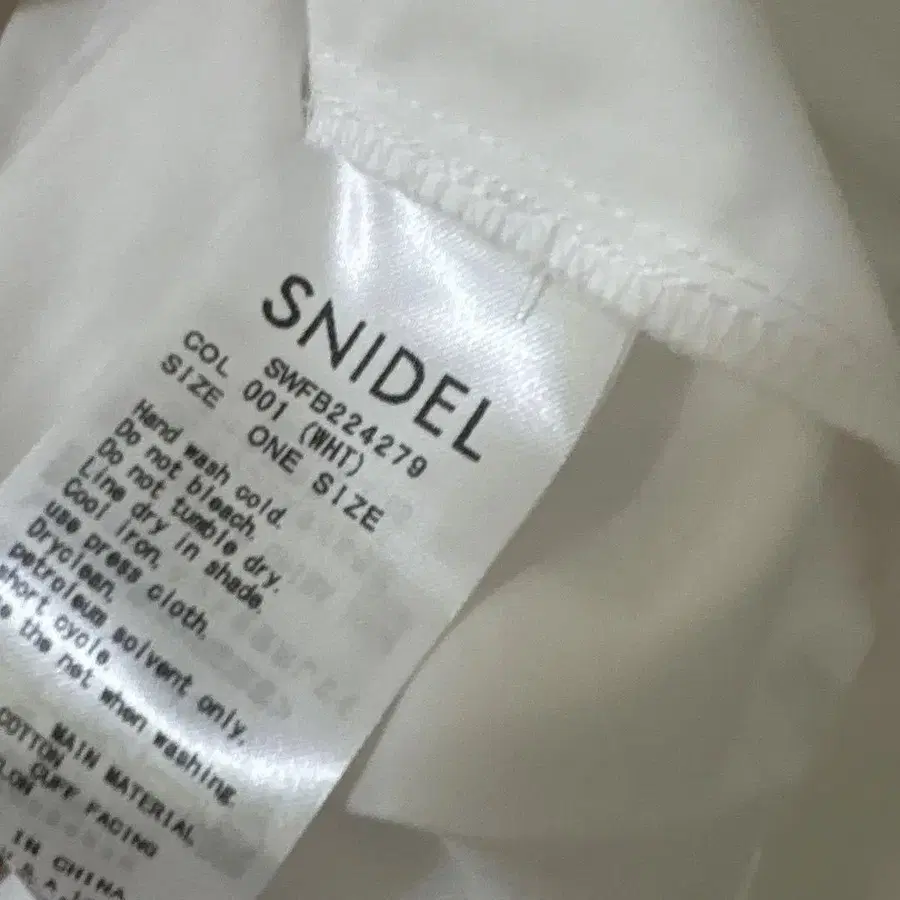 SNIDEL
SWFB224279
COL 001 (WHT)
SIZE ONE SIZE
Hand wash cold.
Do not bleach.
Do not tumble dry.
Line dry in shade.
Cool iron.
use press cloth.
Dryclean.
petroleum solvent only,
short cycle.
the net when washing.
MAIN MATERIAL
COTTON
CUFF FACING
IN CHINA